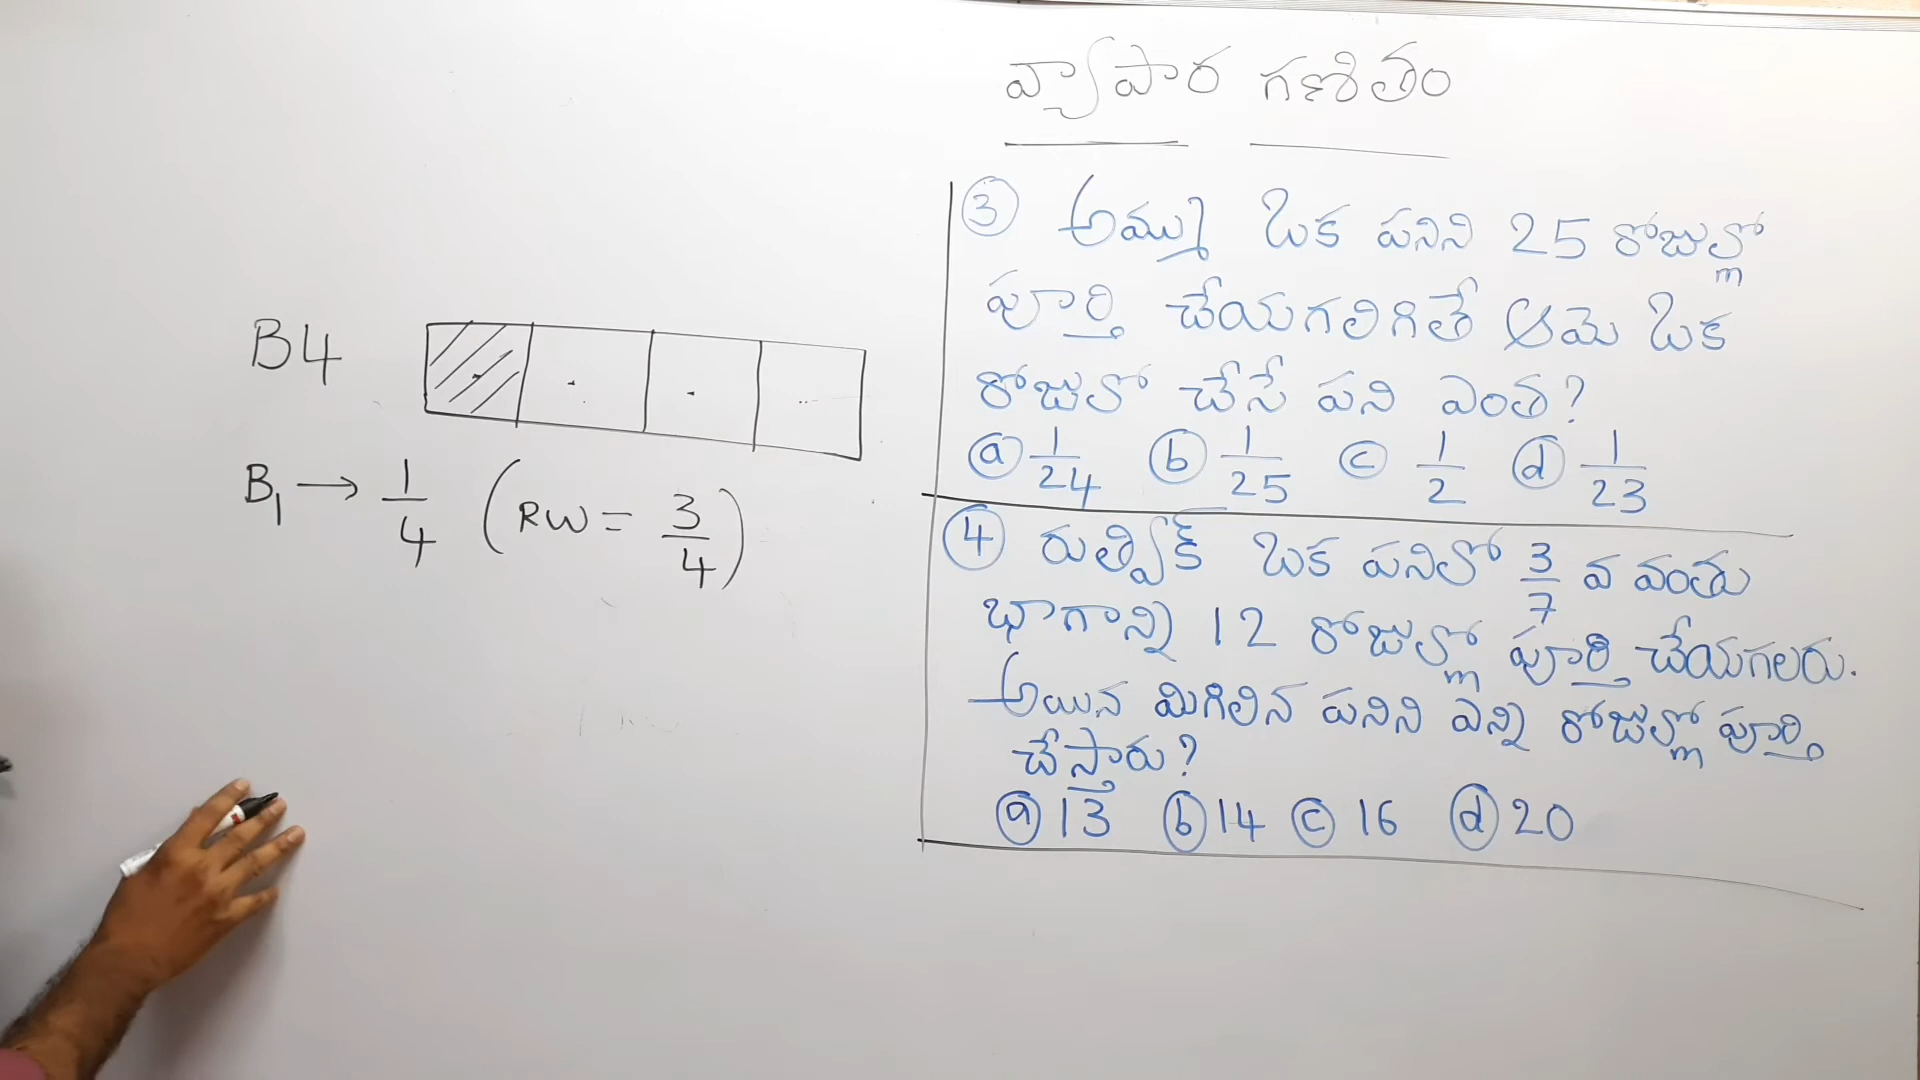 వ్యాపార గణితం
B4
B1 → 1/4 (RW = 3/4)
③ అమ్ము ఒక పనిని 25 రోజుల్లో
పూర్తి చేయగలిగితే ఆమె ఒక
రోజులో చేసే పని ఎంత?
ⓐ 1/24 ⓑ 1/25 ⓒ 1/2 ⓓ 1/23
④ రుత్విక్ ఒక పనిలో 3/7 వ వంతు
భాగాన్ని 12 రోజుల్లో పూర్తి చేయగలరు.
అయిన మిగిలిన పనిని ఎన్ని రోజుల్లో పూర్తి
చేస్తారు?
ⓐ 13 ⓑ 14 ⓒ 16 ⓓ 20